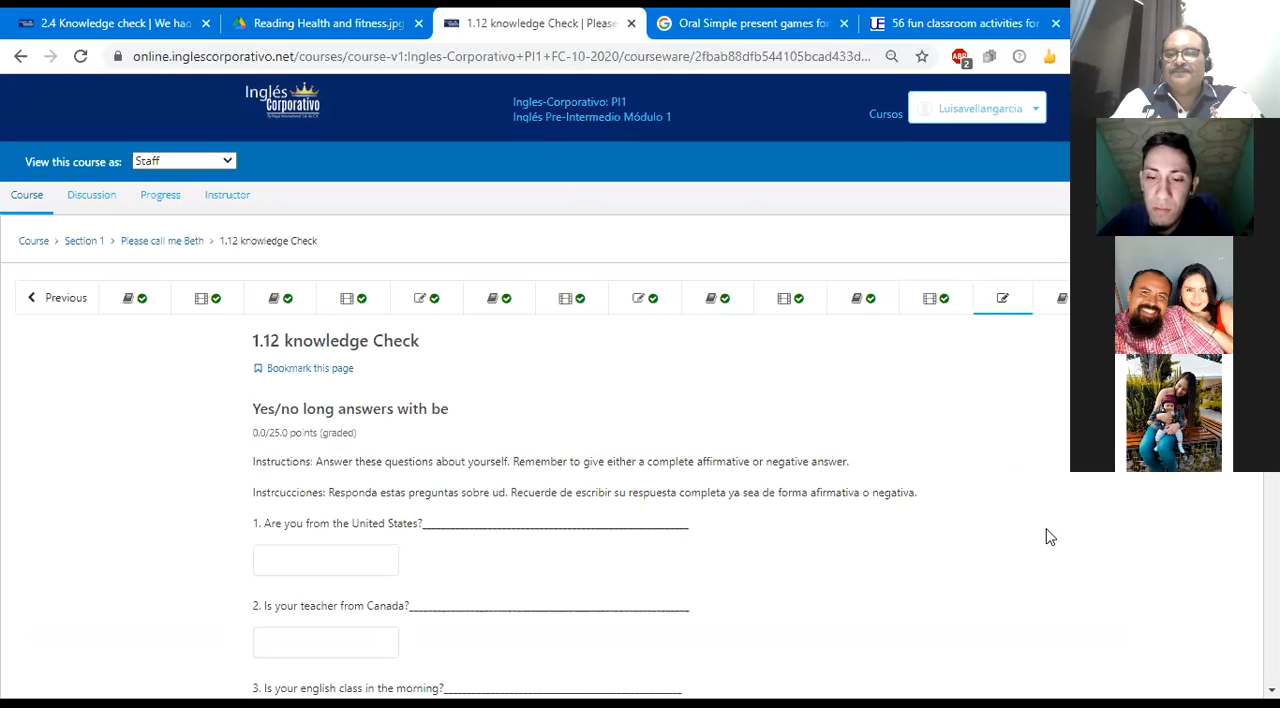 2.4 Knowledge check | We hac
Reading Health and fitness.jpg
1.12 knowledge Check | Please
Oral Simple present games for
56 fun classroom activities for
online.inglescorporativo.net/courses/course-v1:Ingles-Corporativo+PI1+FC-10-2020/courseware/2fbab88dfb544105bcad433d...
2
Inglés
Corporativo
Ingles-Corporativo: PI1
Inglés Pre-Intermedio Módulo 1
Cursos
Luisavellangarcia
View this course as:
Staff
Course
Discussion
Progress
Instructor
Course > Section 1 > Please call me Beth > 1.12 knowledge Check
Previous
1.12 knowledge Check
Bookmark this page
Yes/no long answers with be
0.0/25.0 points (graded)
Instructions: Answer these questions about yourself. Remember to give either a complete affirmative or negative answer.
Instrucciones: Responda estas preguntas sobre ud. Recuerde de escribir su respuesta completa ya sea de forma afirmativa o negativa.
1. Are you from the United States?
2. Is your teacher from Canada?
3. Is your english class in the morning?